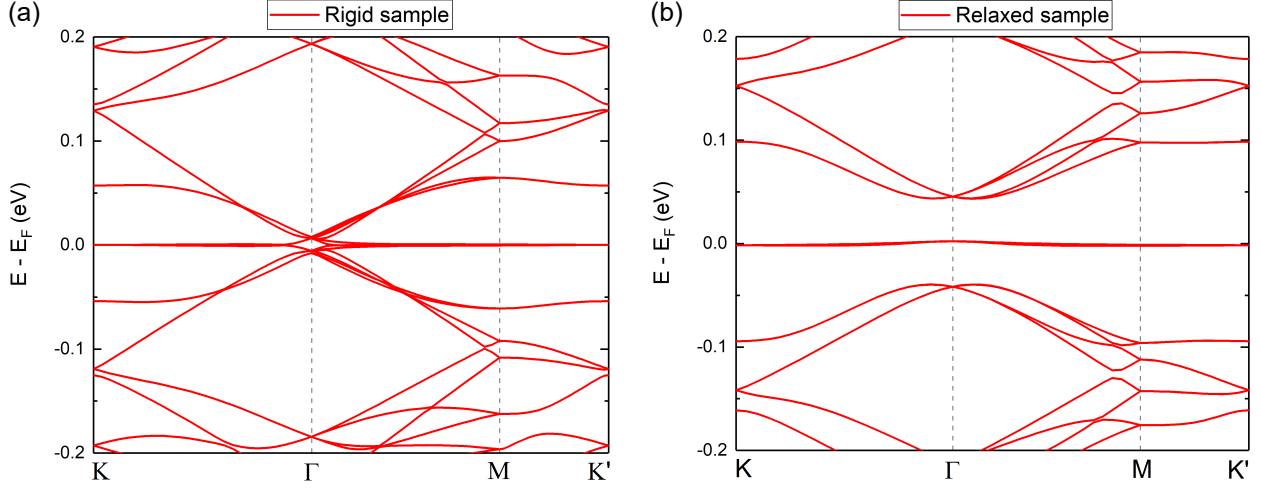 (a)
Rigid sample
E - E_F (eV)
0.2
0.1
0.0
-0.1
-0.2
K
Γ
M
K'
(b)
Relaxed sample
E - E_F (eV)
0.2
0.1
0.0
-0.1
-0.2
K
Γ
M
K'